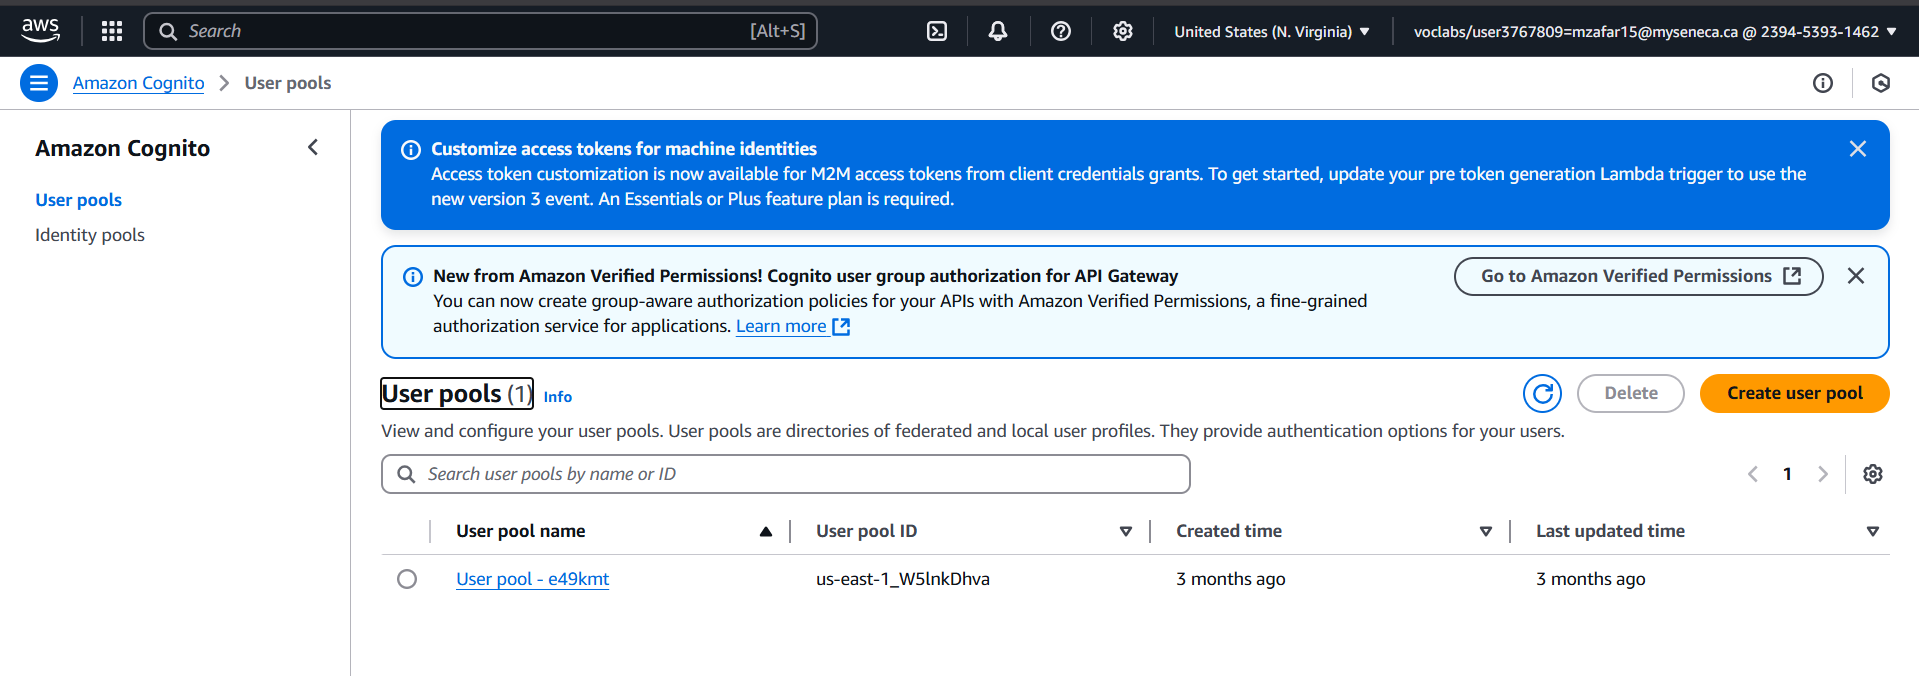 aws
Search [Alt+S] United States (N. Virginia) voclabs/user3767809=mzafar15@myseneca.ca @ 2394-5393-1462
Amazon Cognito User pools
Amazon Cognito
User pools
Identity pools
Customize access tokens for machine identities
Access token customization is now available for M2M access tokens from client credentials grants. To get started, update your pre token generation Lambda trigger to use the
new version 3 event. An Essentials or Plus feature plan is required.
New from Amazon Verified Permissions! Cognito user group authorization for API Gateway
You can now create group-aware authorization policies for your APIs with Amazon Verified Permissions, a fine-grained
authorization service for applications. Learn more
Go to Amazon Verified Permissions
User pools (1) Info
Delete
Create user pool
View and configure your user pools. User pools are directories of federated and local user profiles. They provide authentication options for your users.
Search user pools by name or ID
1
User pool name User pool ID Created time Last updated time
User pool - e49kmt us-east-1_W5lnkDhva 3 months ago 3 months ago